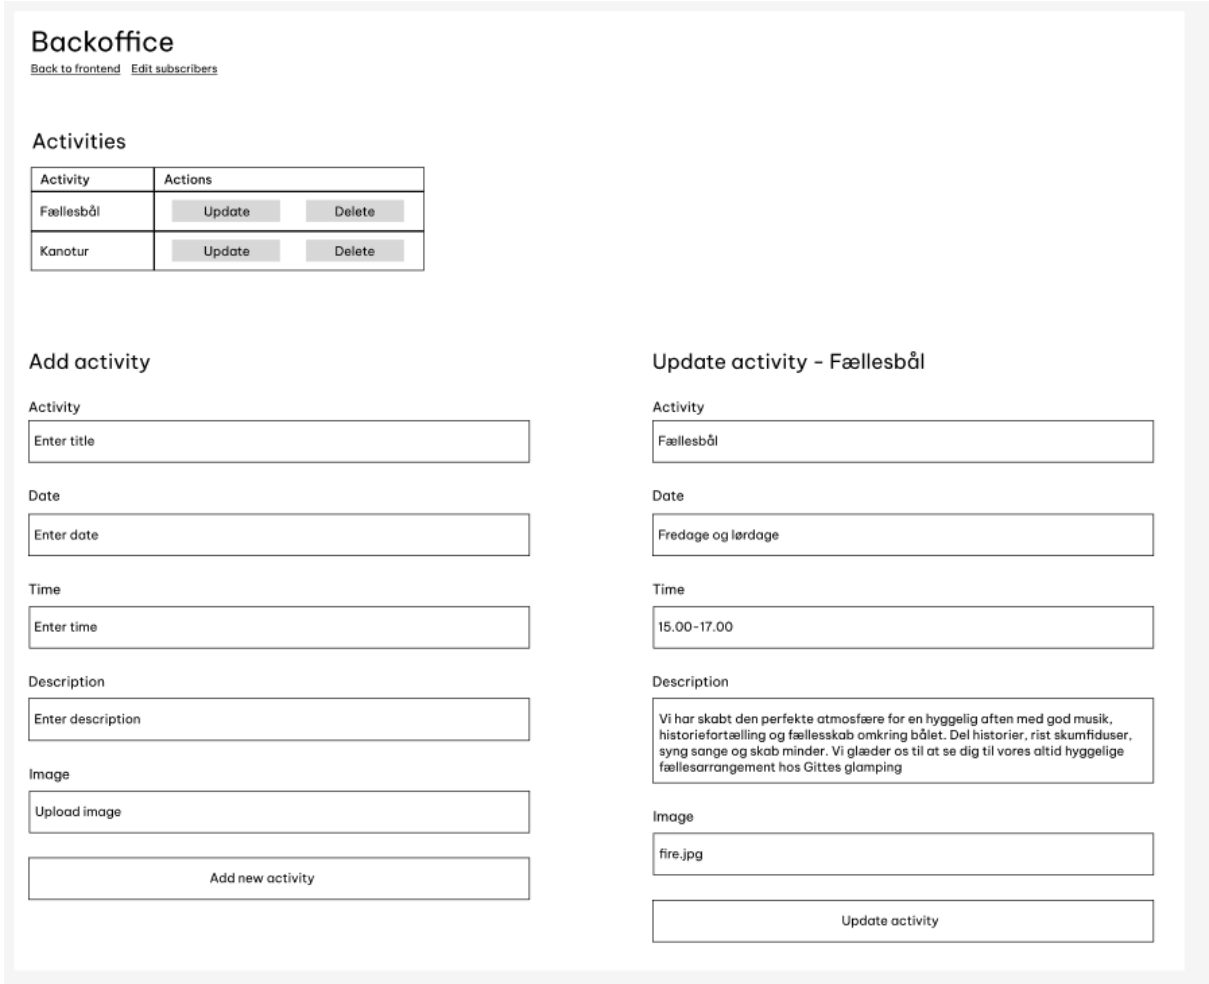 Backoffice
Back to frontend Edit subscribers
Activities
Activity Actions
Fællesbål Update Delete
Kanotur Update Delete
Add activity
Activity
Enter title
Date
Enter date
Time
Enter time
Description
Enter description
Image
Upload image
Add new activity
Update activity - Fællesbål
Activity
Fællesbål
Date
Fredage og lørdage
Time
15.00-17.00
Description
Vi har skabt den perfekte atmosfære for en hyggelig aften med god musik,
historiefortælling og fællesskab omkring bålet. Del historier, rist skumfiduser,
syng sange og skab minder. Vi glæder os til at se dig til vores altid hyggelige
fællesarrangement hos Gittes glamping
Image
fire.jpg
Update activity